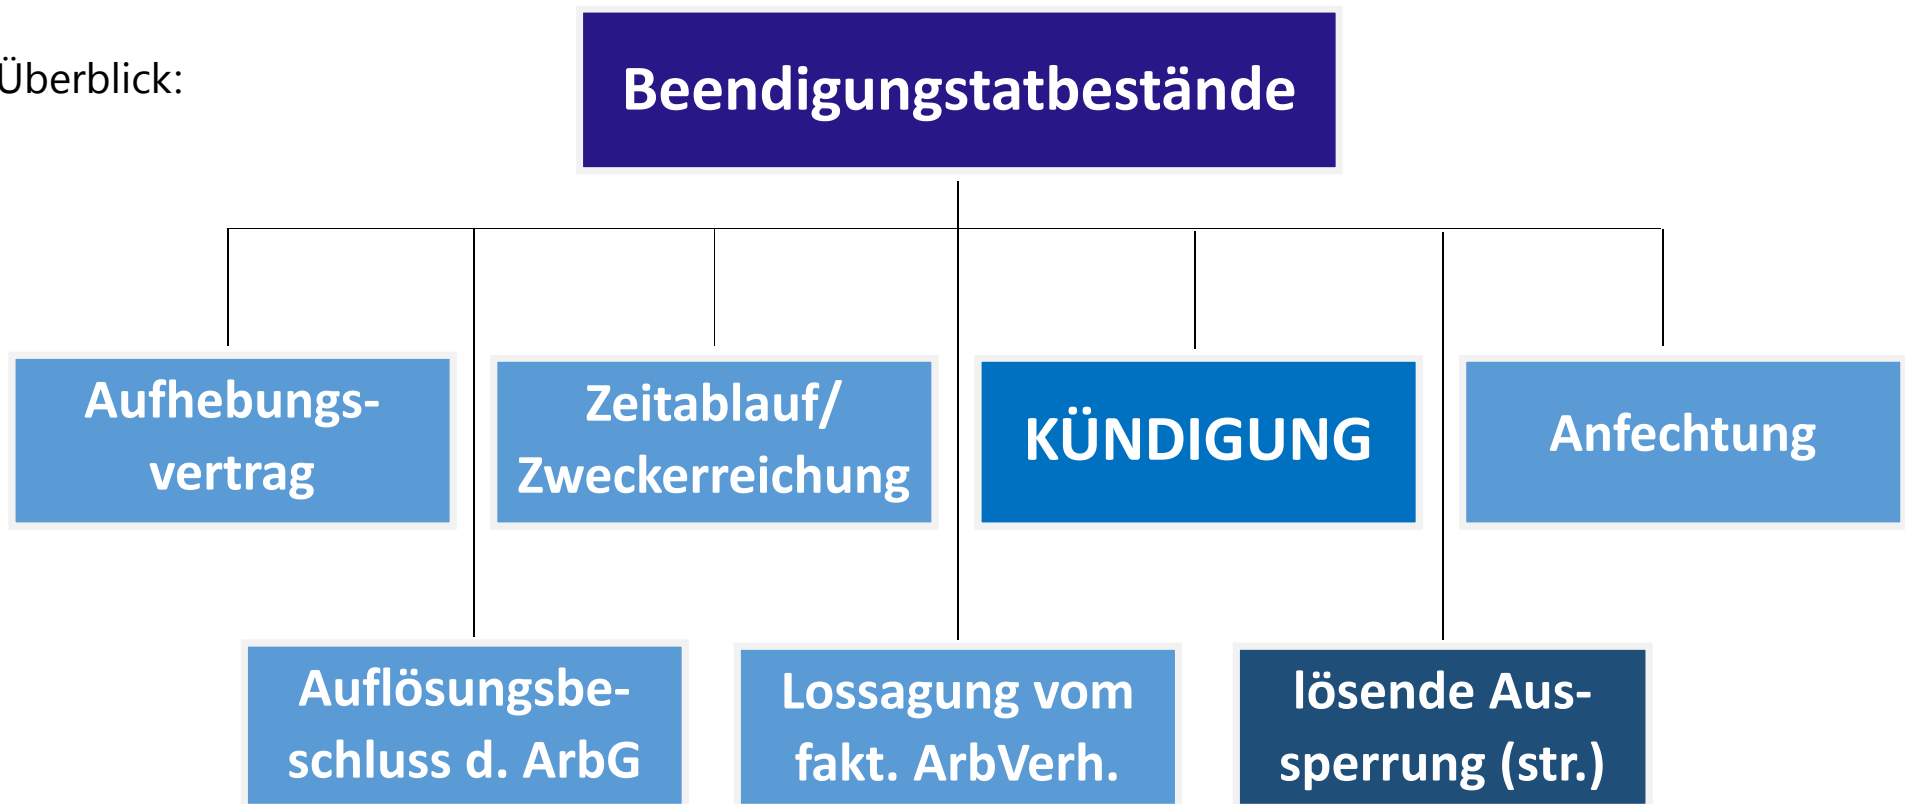 Überblick:
Beendigungstatbestände
Aufhebungs-
vertrag
Zeitablauf/
Zweckerreichung
KÜNDIGUNG
Anfechtung
Auflösungsbe-
schluss d. ArbG
Lossagung vom
fakt. ArbVerh.
lösende Aus-
sperrung (str.)